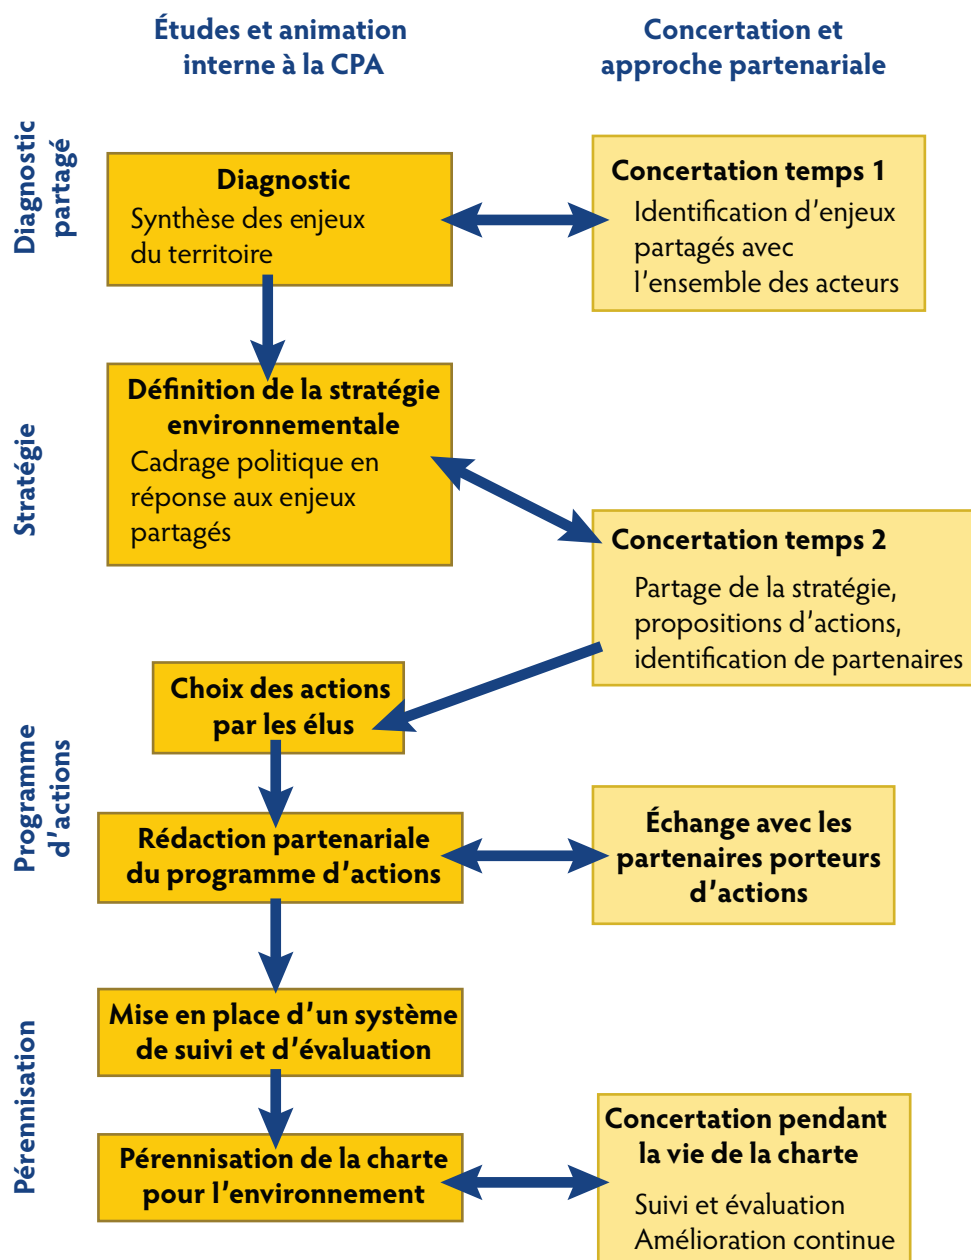 Études et animation
interne à la CPA
Concertation et
approche partenariale
Diagnostic
partagé
Diagnostic
Synthèse des enjeux
du territoire
Concertation temps 1
Identification d'enjeux
partagés avec
l'ensemble des acteurs
Stratégie
Définition de la stratégie
environnementale
Cadrage politique en
réponse aux enjeux
partagés
Concertation temps 2
Partage de la stratégie,
propositions d'actions,
identification de partenaires
Programme
d'actions
Choix des actions
par les élus
Rédaction partenariale
du programme d'actions
Échange avec les
partenaires porteurs
d'actions
Pérennisation
Mise en place d'un système
de suivi et d'évaluation
Pérennisation de la charte
pour l'environnement
Concertation pendant
la vie de la charte
Suivi et évaluation
Amélioration continue